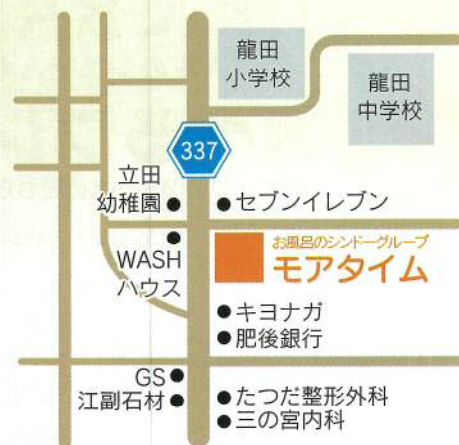 龍田
小学校
龍田
中学校
337
立田
幼稚園
セブンイレブン
WASH
ハウス
お風呂のシンドーグループ
モアタイム
キヨナガ
肥後銀行
GS
江副石材
たつだ整形外科
三の宮内科